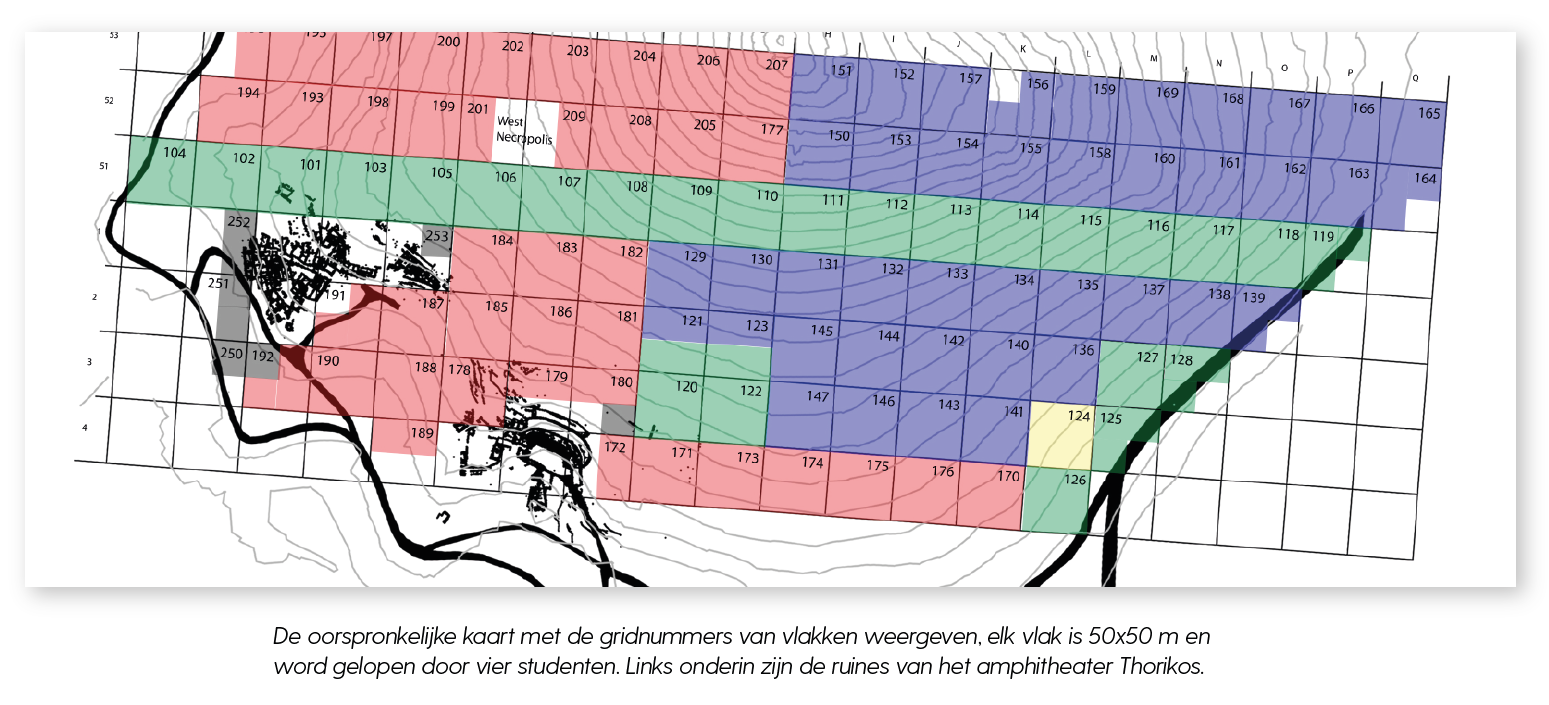 53 195 197 200 202 203 204 206 207 H I J K L M N O P Q
151 152 157 156 159 169 168 167 166 165
52 194 193 198 199 201 West Necropolis 209 208 205 177 150 153 154 155 158 160 161 162 163 164
51 104 102 101 103 105 106 107 108 109 110 111 112 113 114 115 116 117 118 119
252 253 184 183 182 129 130 131 132 133 134 135 137 138 139
2 251 191 187 185 186 181 121 123 145 144 142 140 136 127 128
3 250 192 190 188 178 179 180 120 122 147 146 143 141 124 125
4 189 172 171 173 174 175 176 170 126
De oorspronkelijke kaart met de gridnummers van vlakken weergeven, elk vlak is 50x50 m en
word gelopen door vier studenten. Links onderin zijn de ruines van het amphitheater Thorikos.